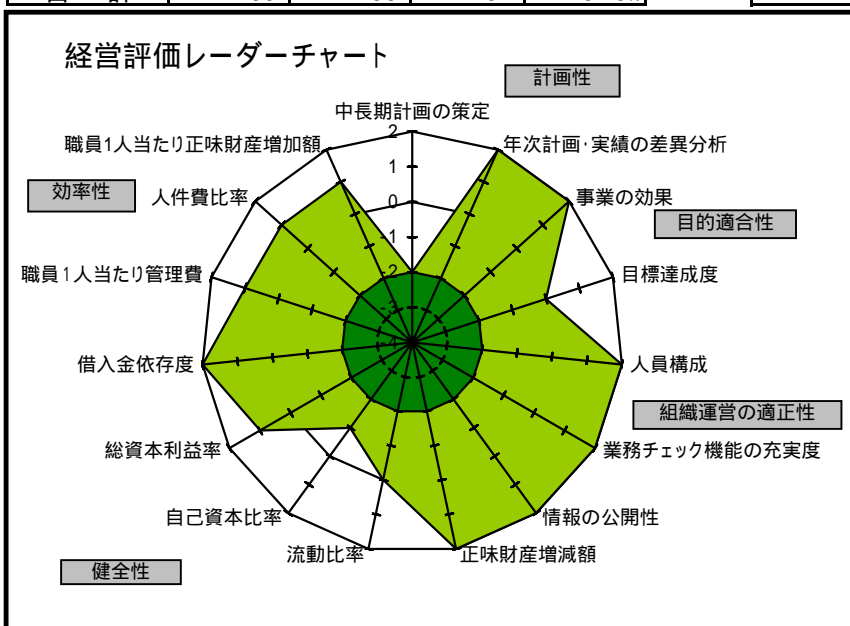 経営評価レーダーチャート
計画性
中長期計画の策定
職員1人当たり正味財産増加額
年次計画・実績の差異分析
効率性
人件費比率
事業の効果
目的適合性
職員1人当たり管理費
目標達成度
借入金依存度
人員構成
組織運営の適正性
総資本利益率
業務チェック機能の充実度
自己資本比率
情報の公開性
流動比率
正味財産増減額
健全性
2
1
0
-1
-2
-3
-4